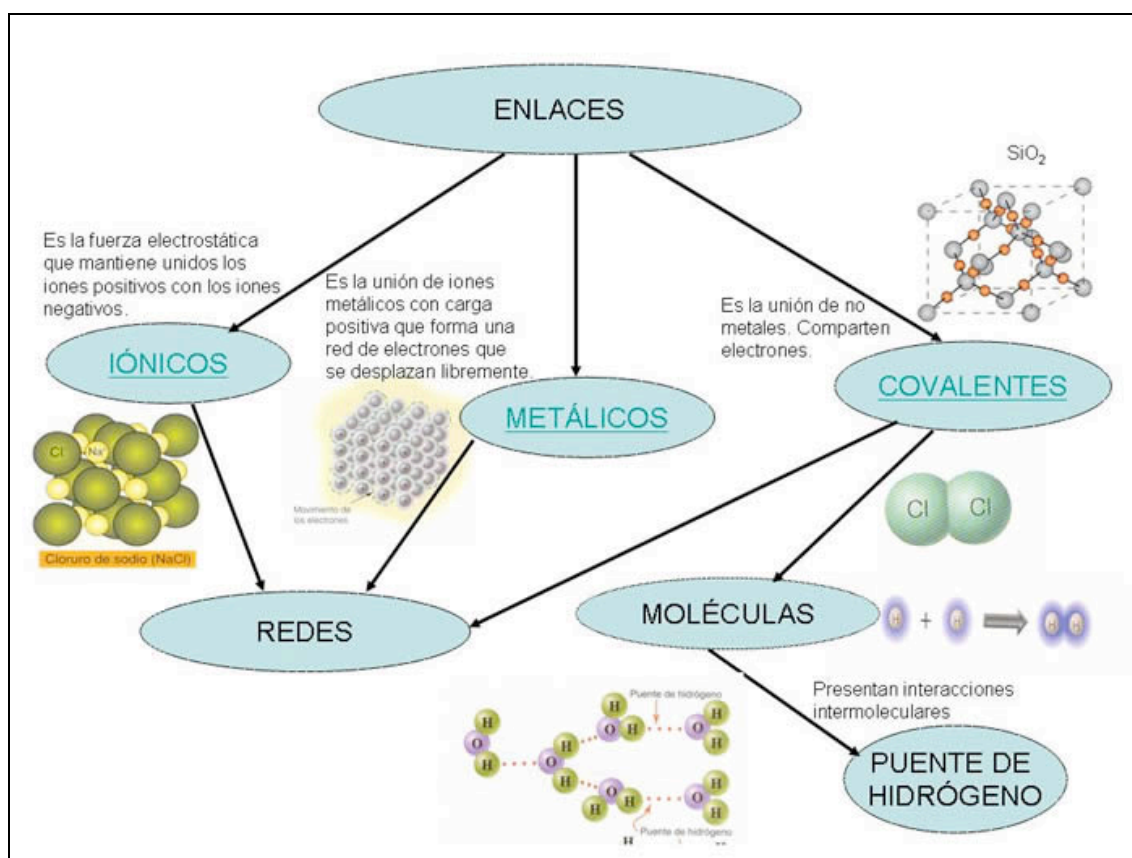 ENLACES
SiO2
Es la fuerza electrostática
que mantiene unidos los
iones positivos con los iones
negativos.
Es la unión de iones
metálicos con carga
positiva que forma una
red de electrones que
se desplazan libremente.
Es la unión de no
metales. Comparten
electrones.
IÓNICOS
METÁLICOS
COVALENTES
Cl
Na+
Movimiento de
los electrones
Cloruro de sodio (NaCl)
Cl Cl
REDES
MOLÉCULAS
H + H H H
Presentan interacciones
intermoleculares
PUENTE DE
HIDRÓGENO
Puente de hidrógeno
H O H
H O H
H O H
H O H
H O H
H O H
Puente de hidrógeno
H